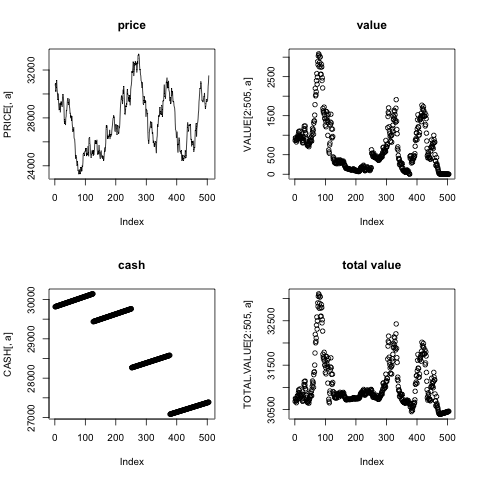 price
PRICE[, a]
24000 28000 32000
0 100 200 300 400 500
Index
value
VALUE[2:505, a]
0 500 1500 2500
0 100 200 300 400 500
Index
cash
CASH[, a]
27000 28000 29000 30000
0 100 200 300 400 500
Index
total value
TOTAL.VALUE[2:505, a]
30500 31500 32500
0 100 200 300 400 500
Index